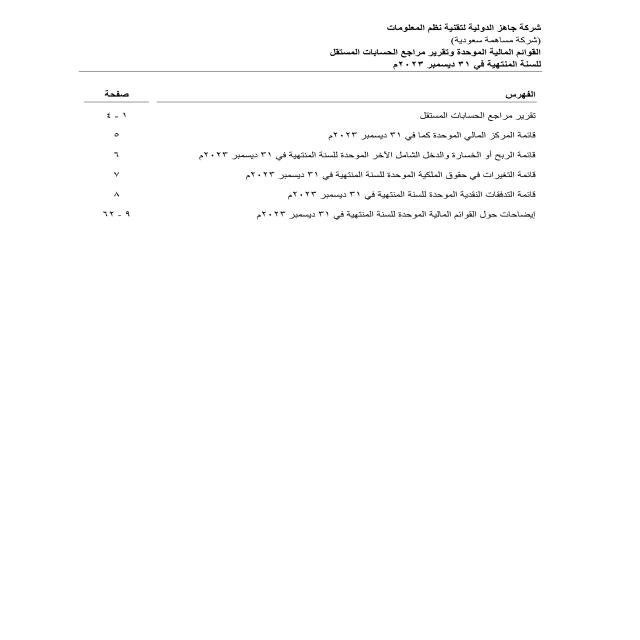 شركة جاهز الدولية لتقنية نظم المعلومات
(شركة مساهمة سعودية)
القوائم المالية الموحدة وتقرير مراجع الحسابات المستقل
للسنة المنتهية في ٣١ ديسمبر ٢٠٢٣م
الفهرس صفحة
تقرير مراجع الحسابات المستقل ١ - ٤
قائمة المركز المالي الموحدة كما في ٣١ ديسمبر ٢٠٢٣م ٥
قائمة الربح أو الخسارة والدخل الشامل الآخر الموحدة للسنة المنتهية في ٣١ ديسمبر ٢٠٢٣م ٦
قائمة التغيرات في حقوق الملكية الموحدة للسنة المنتهية في ٣١ ديسمبر ٢٠٢٣م ٧
قائمة التدفقات النقدية الموحدة للسنة المنتهية في ٣١ ديسمبر ٢٠٢٣م ٨
إيضاحات حول القوائم المالية الموحدة للسنة المنتهية في ٣١ ديسمبر ٢٠٢٣م ٩ - ٦٢